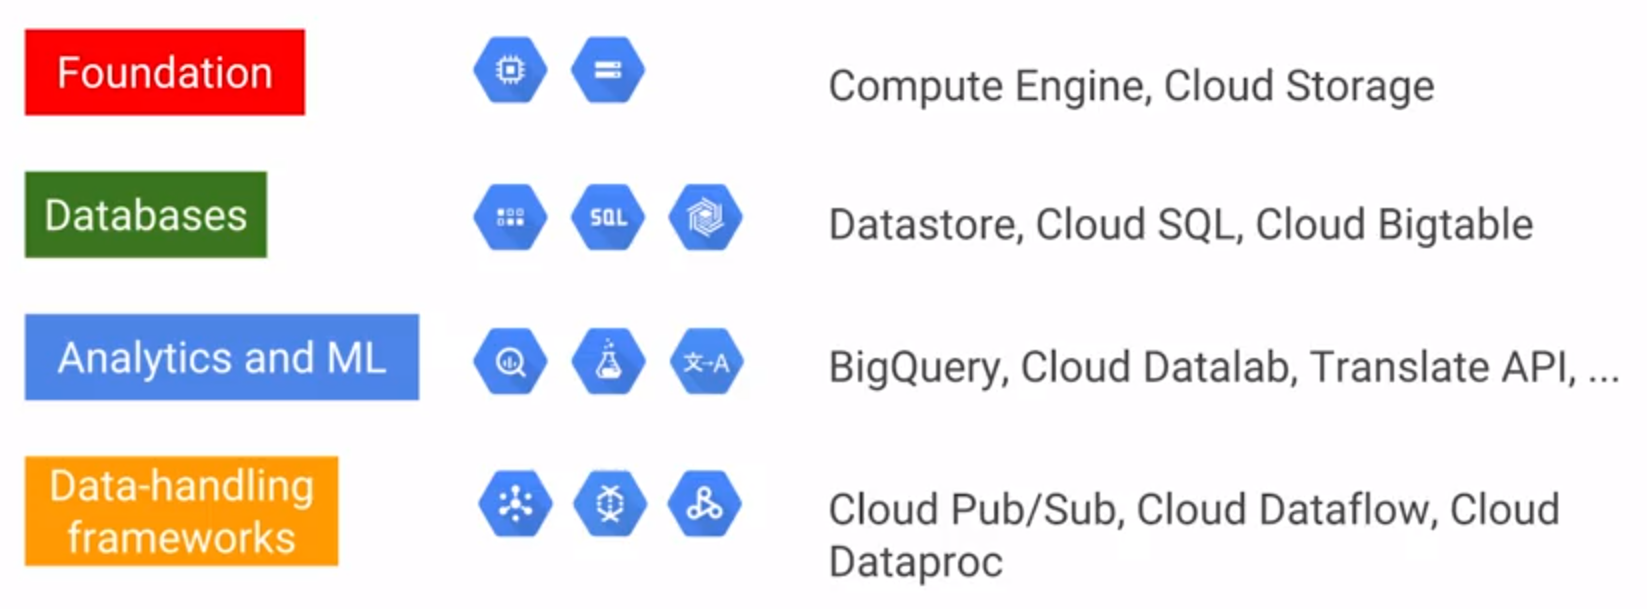 Foundation
Compute Engine, Cloud Storage
Databases
SQL
Datastore, Cloud SQL, Cloud Bigtable
Analytics and ML
文→A
BigQuery, Cloud Datalab, Translate API, ...
Data-handling
frameworks
Cloud Pub/Sub, Cloud Dataflow, Cloud
Dataproc